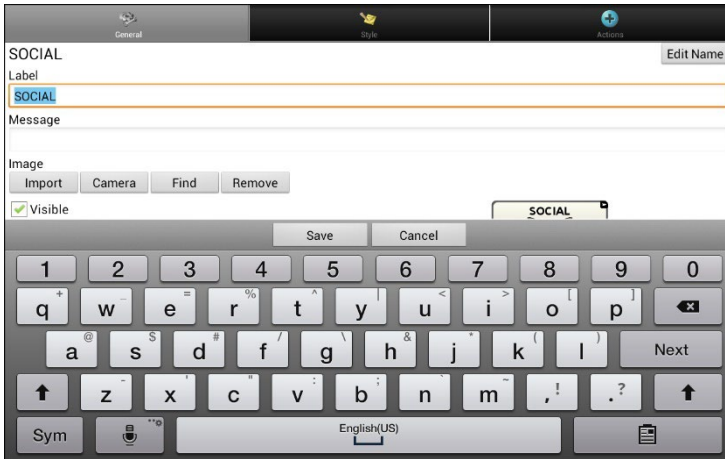 General Style Actions
SOCIAL Edit Name
Label
SOCIAL
Message
Image
Import Camera Find Remove
Visible SOCIAL
Save Cancel
1 2 3 4 5 6 7 8 9 0
+ _ = % ^ | < > [ ]
q w e r t y u i o p
@ $ # / \ & * ( )
a s d f g h j k l Next
- ' " : ; ` ~ ! ?
z x c v b n m , .
Sym English(US)